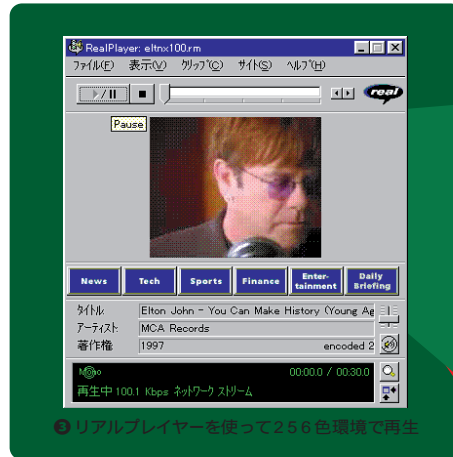 RealPlayer: eltnx100.rm
ファイル(F) 表示(V) クリップ(C) サイト(S) ヘルプ(H)
real
Pause
News Tech Sports Finance Enter-tainment Daily Briefing
タイトル Elton John - You Can Make History (Young Ag
アーティスト MCA Records
著作権 1997 encoded 2
Mono 00:00.0 / 00:30.0
再生中 100.1 Kbps ネットワーク ストリーム
❸リアルプレイヤーを使って256色環境で再生